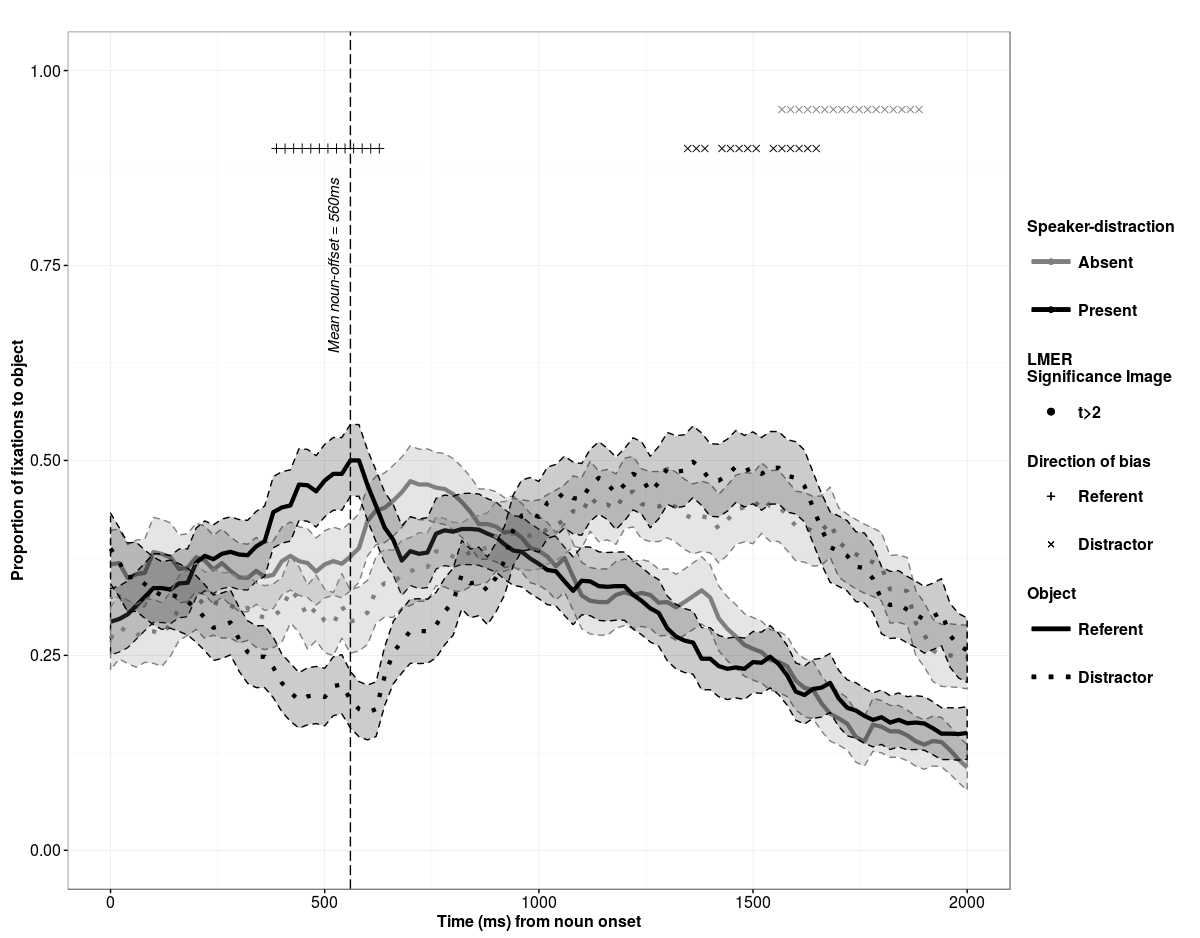 Proportion of fixations to object
1.00
0.75
0.50
0.25
0.00
Mean noun-offset = 560ms
0
500
1000
1500
2000
Time (ms) from noun onset
Speaker-distraction
Absent
Present
LMER
Significance Image
t>2
Direction of bias
Referent
Distractor
Object
Referent
Distractor